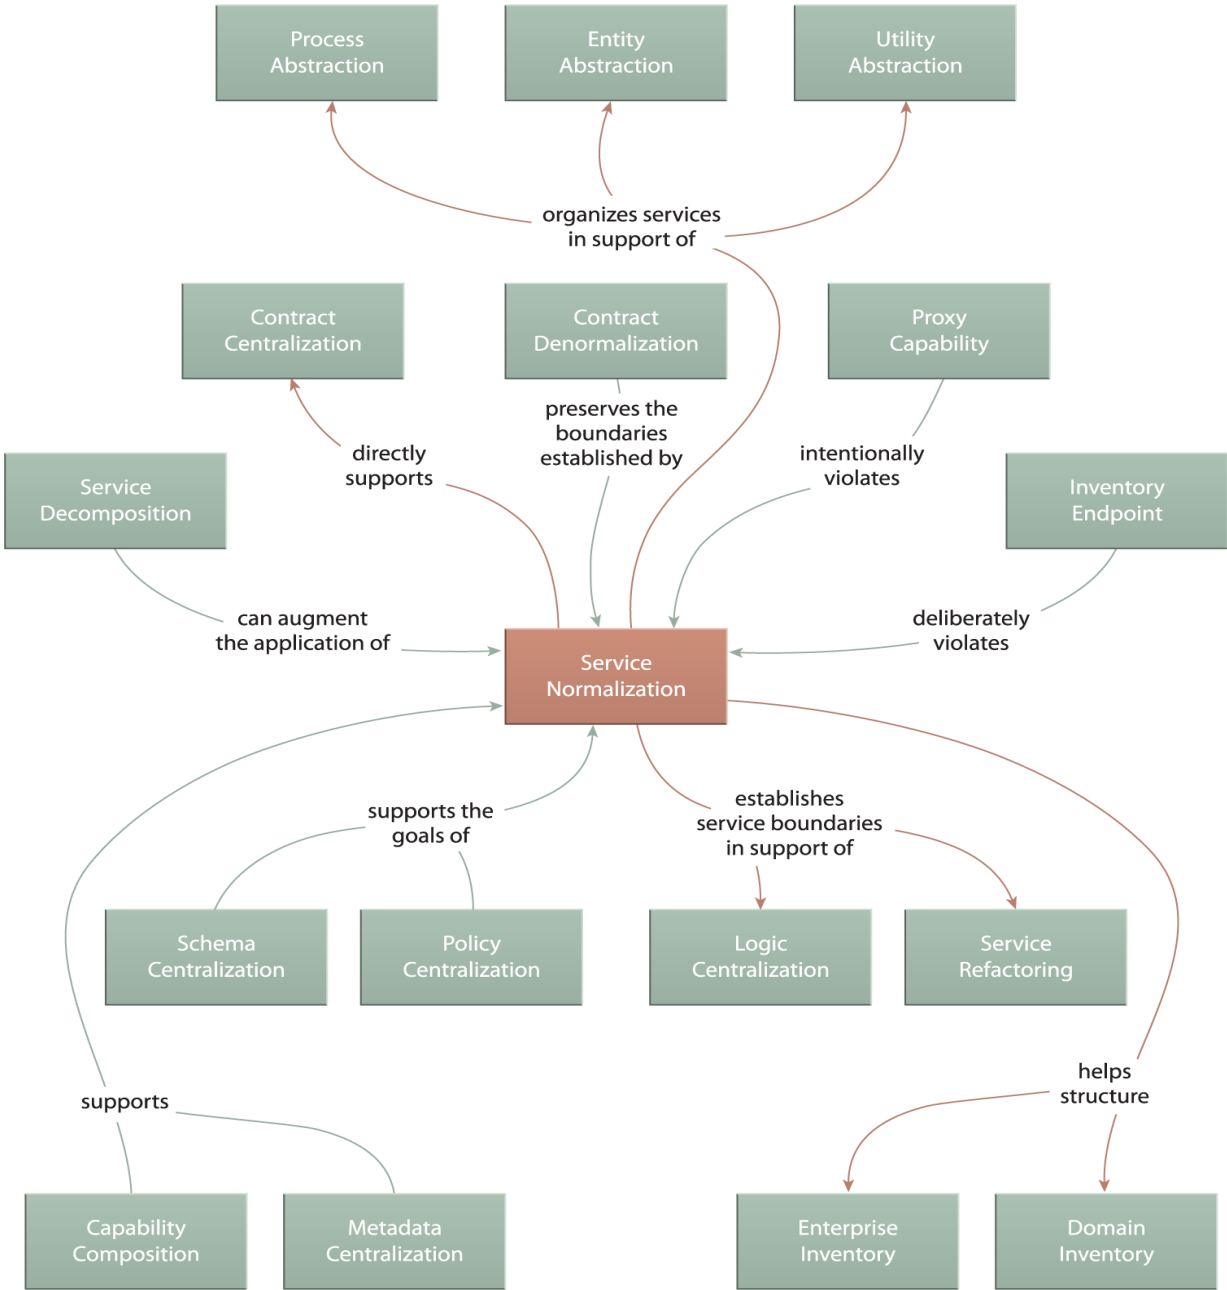 Process
Abstraction
Entity
Abstraction
Utility
Abstraction
organizes services
in support of
Contract
Centralization
Contract
Denormalization
Proxy
Capability
preserves the
boundaries
established by
directly
supports
intentionally
violates
Service
Decomposition
Inventory
Endpoint
can augment
the application of
deliberately
violates
Service
Normalization
supports the
goals of
establishes
service boundaries
in support of
Schema
Centralization
Policy
Centralization
Logic
Centralization
Service
Refactoring
supports
helps
structure
Capability
Composition
Metadada
Centralization
Enterprise
Inventory
Domain
Inventory